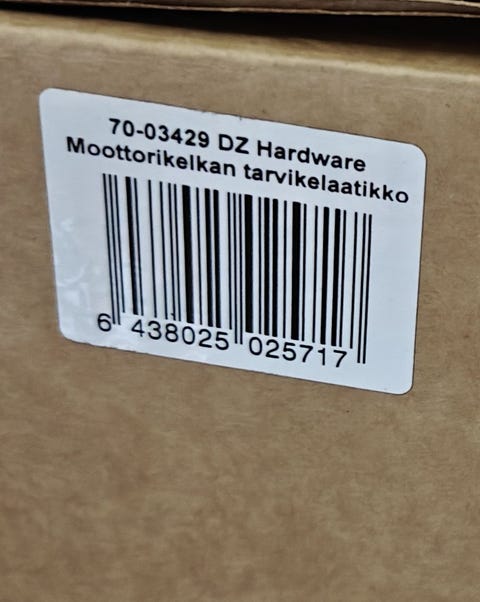 70-03429 DZ Hardware
Moottorikelkan tarvikelaatikko
6 438025 025717